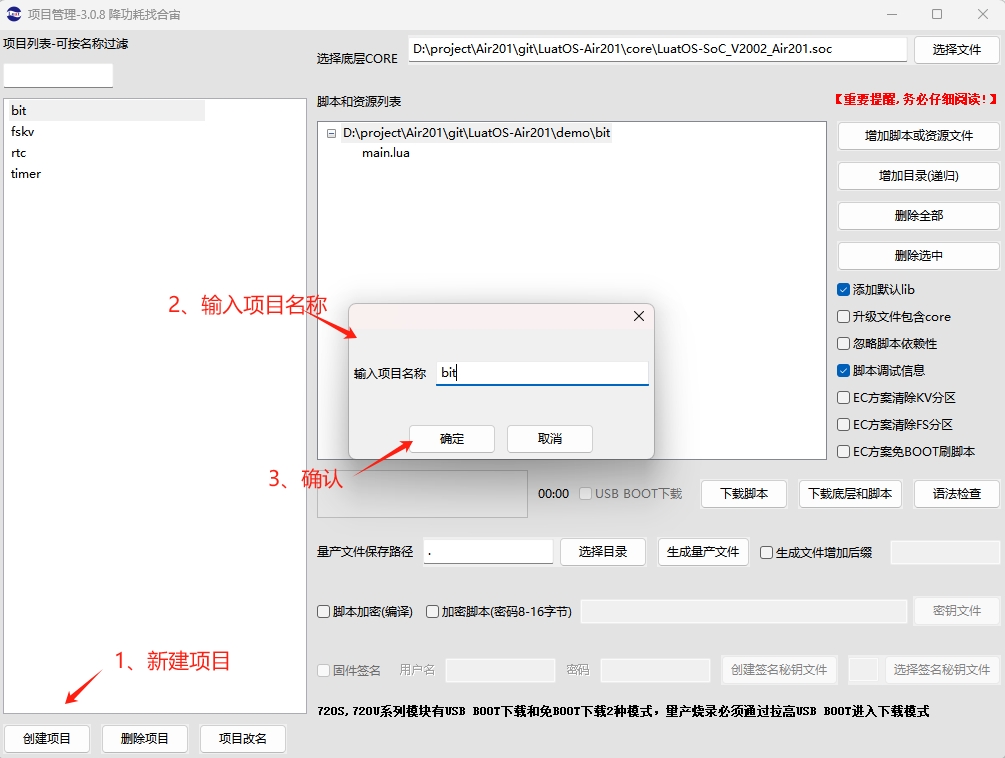 项目管理-3.0.8 降功耗找合宙
项目列表-可按名称过滤
选择底层CORE
D:\project\Air201\git\LuatOS-Air201\core\LuatOS-SoC_V2002_Air201.soc
选择文件
脚本和资源列表
【重要提醒,务必仔细阅读!】
bit
fskv
rtc
timer
D:\project\Air201\git\LuatOS-Air201\demo\bit
main.lua
增加脚本或资源文件
增加目录(递归)
删除全部
删除选中
添加默认lib
升级文件包含core
忽略脚本依赖性
脚本调试信息
EC方案清除KV分区
EC方案清除FS分区
EC方案免BOOT刷脚本
2、输入项目名称
输入项目名称
bit
确定
取消
3、确认
00:00
USB BOOT下载
下载脚本
下载底层和脚本
语法检查
量产文件保存路径
.
选择目录
生成量产文件
生成文件增加后缀
脚本加密(编译)
加密脚本(密码8-16字节)
密钥文件
1、新建项目
固件签名
用户名
密码
创建签名秘钥文件
选择签名秘钥文件
720S,720U系列模块有USB BOOT下载和免BOOT下载2种模式，量产烧录必须通过拉高USB BOOT进入下载模式
创建项目
删除项目
项目改名